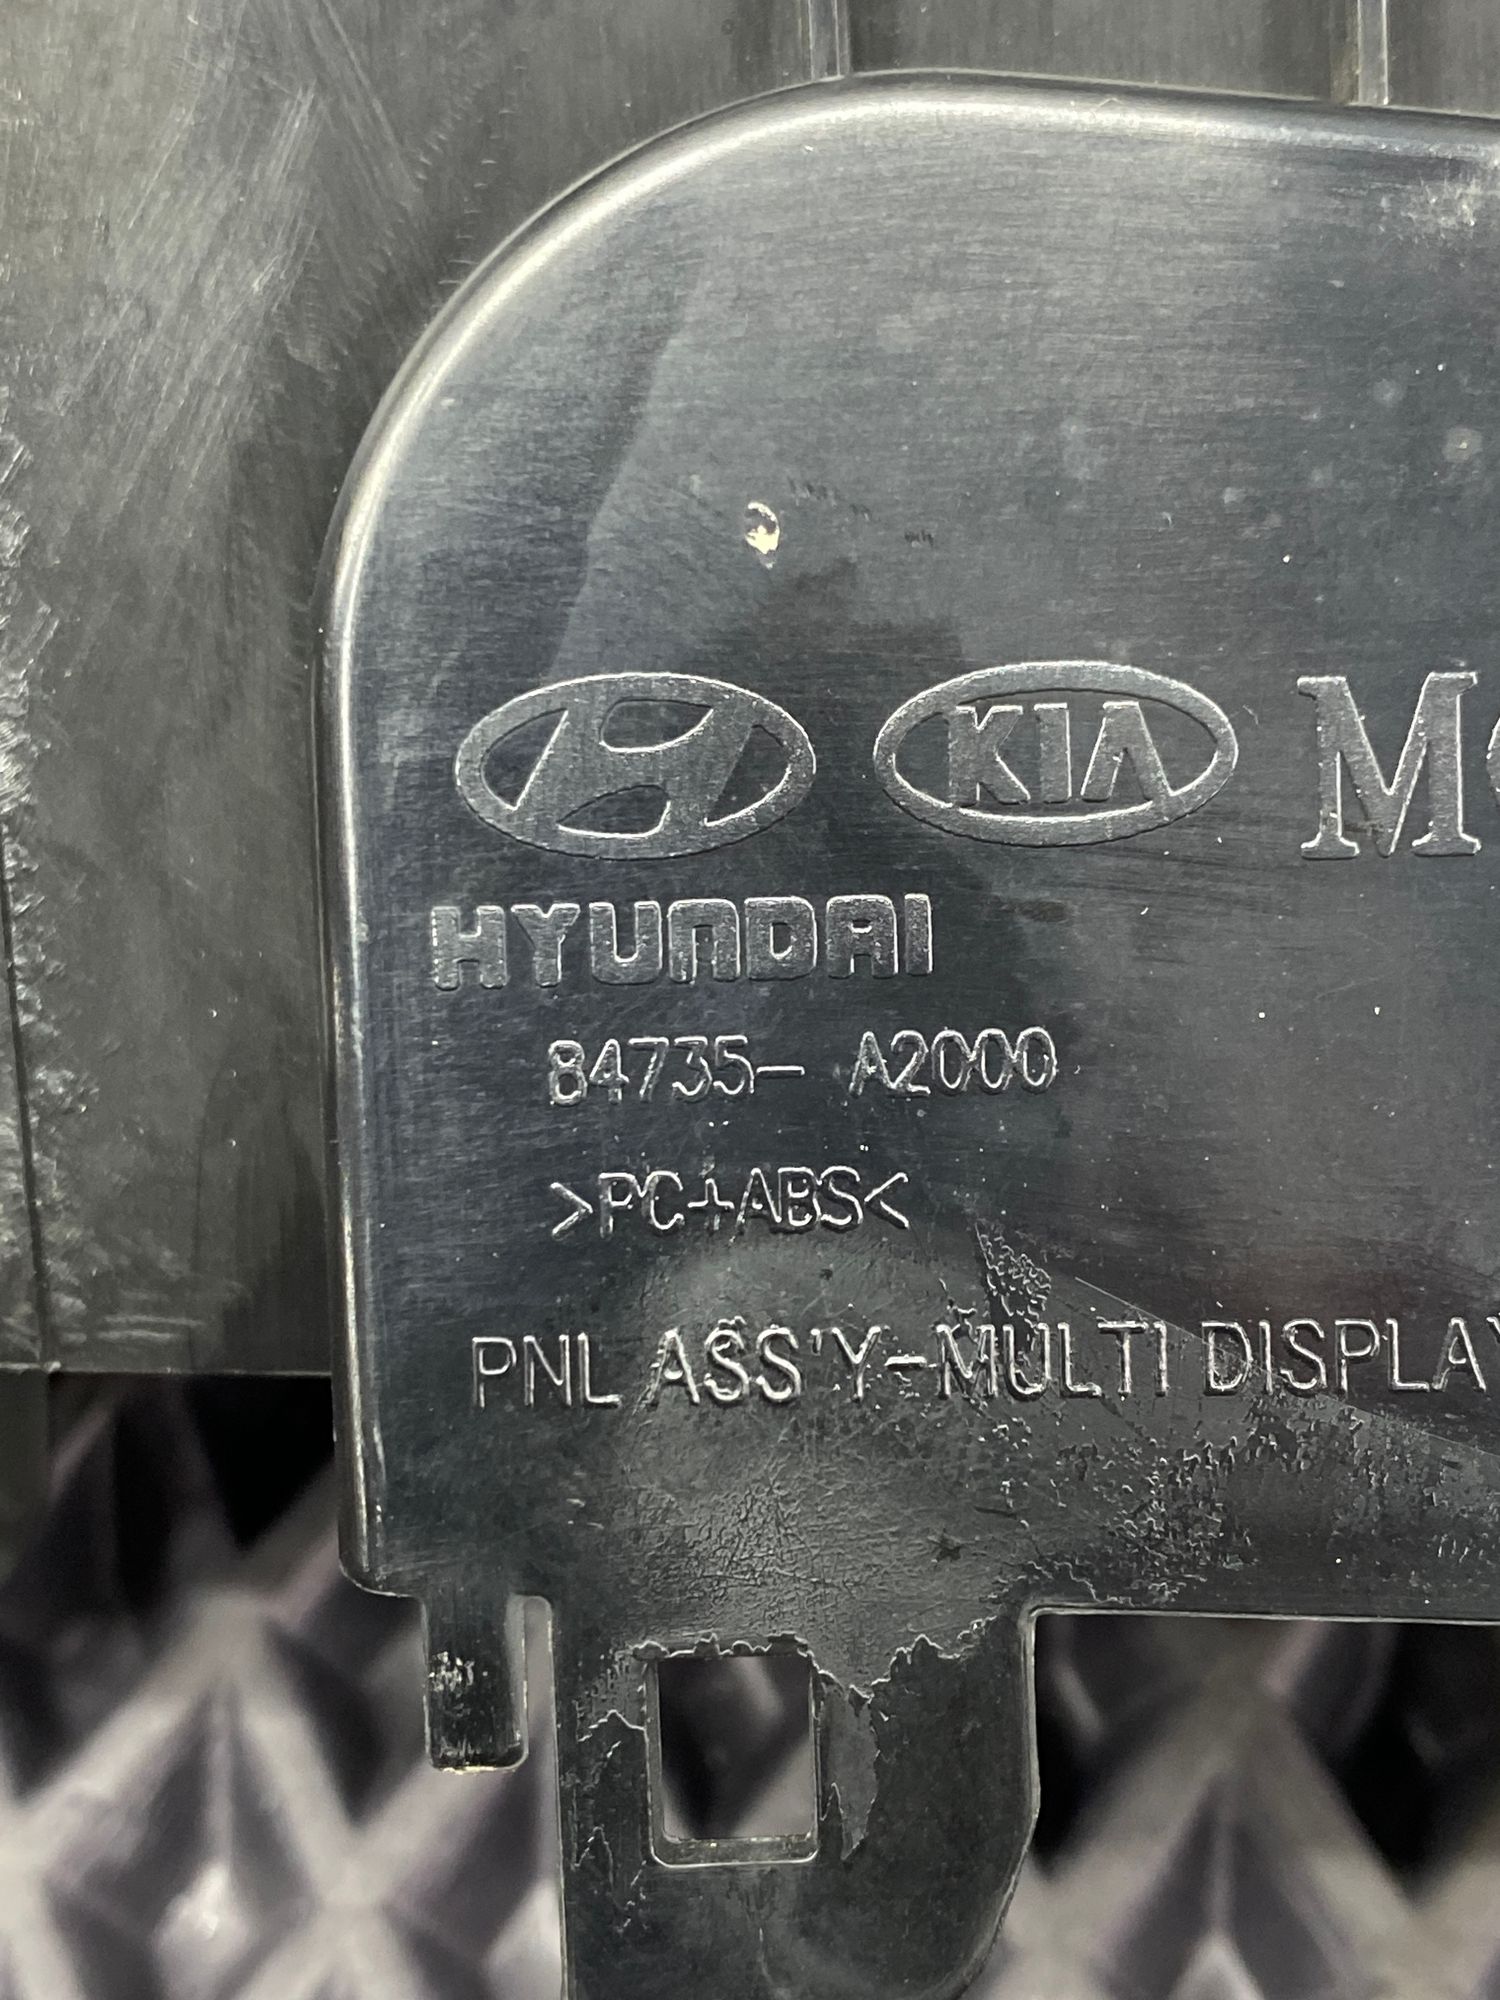 KIA M
HYUNDAI
84735- A2000
>PC+ABS<
PNL ASS'Y-MULTI DISPLAY